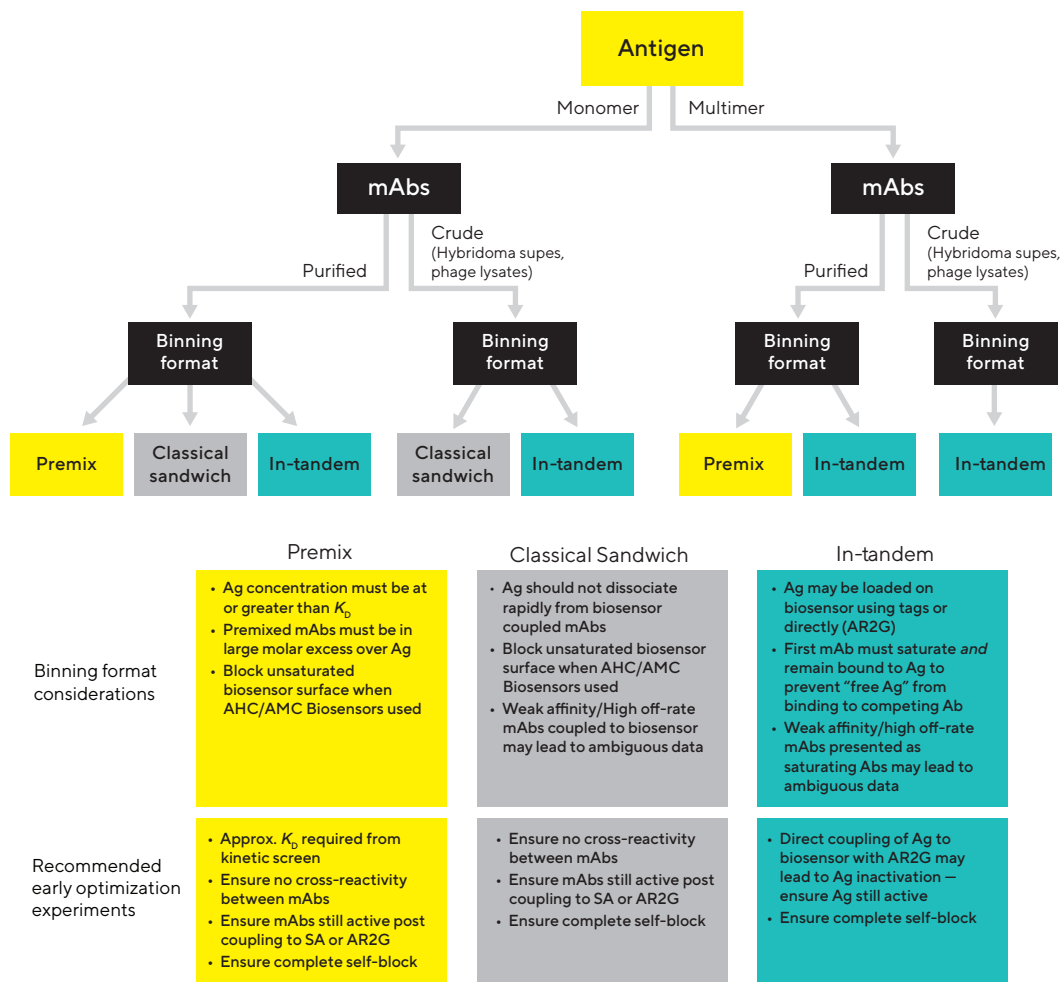 Antigen
Monomer
Multimer
mAbs
mAbs
Purified
Crude
(Hybridoma supes,
phage lysates)
Purified
Crude
(Hybridoma supes,
phage lysates)
Binning
format
Binning
format
Binning
format
Binning
format
Premix
Classical
sandwich
In-tandem
Classical
sandwich
In-tandem
Premix
In-tandem
In-tandem
Premix
Classical Sandwich
In-tandem
Binning format
considerations
• Ag concentration must be at
or greater than KD
• Premixed mAbs must be in
large molar excess over Ag
• Block unsaturated
biosensor surface when
AHC/AMC Biosensors used
• Ag should not dissociate
rapidly from biosensor
coupled mAbs
• Block unsaturated biosensor
surface when AHC/AMC
Biosensors used
• Weak affinity/High off-rate
mAbs coupled to biosensor
may lead to ambiguous data
• Ag may be loaded on
biosensor using tags or
directly (AR2G)
• First mAb must saturate and
remain bound to Ag to
prevent “free Ag” from
binding to competing Ab
• Weak affinity/high off-rate
mAbs presented as
saturating Abs may lead to
ambiguous data
Recommended
early optimization
experiments
• Approx. KD required from
kinetic screen
• Ensure no cross-reactivity
between mAbs
• Ensure mAbs still active post
coupling to SA or AR2G
• Ensure complete self-block
• Ensure no cross-reactivity
between mAbs
• Ensure mAbs still active post
coupling to SA or AR2G
• Ensure complete self-block
• Direct coupling of Ag to
biosensor with AR2G may
lead to Ag inactivation —
ensure Ag still active
• Ensure complete self-block